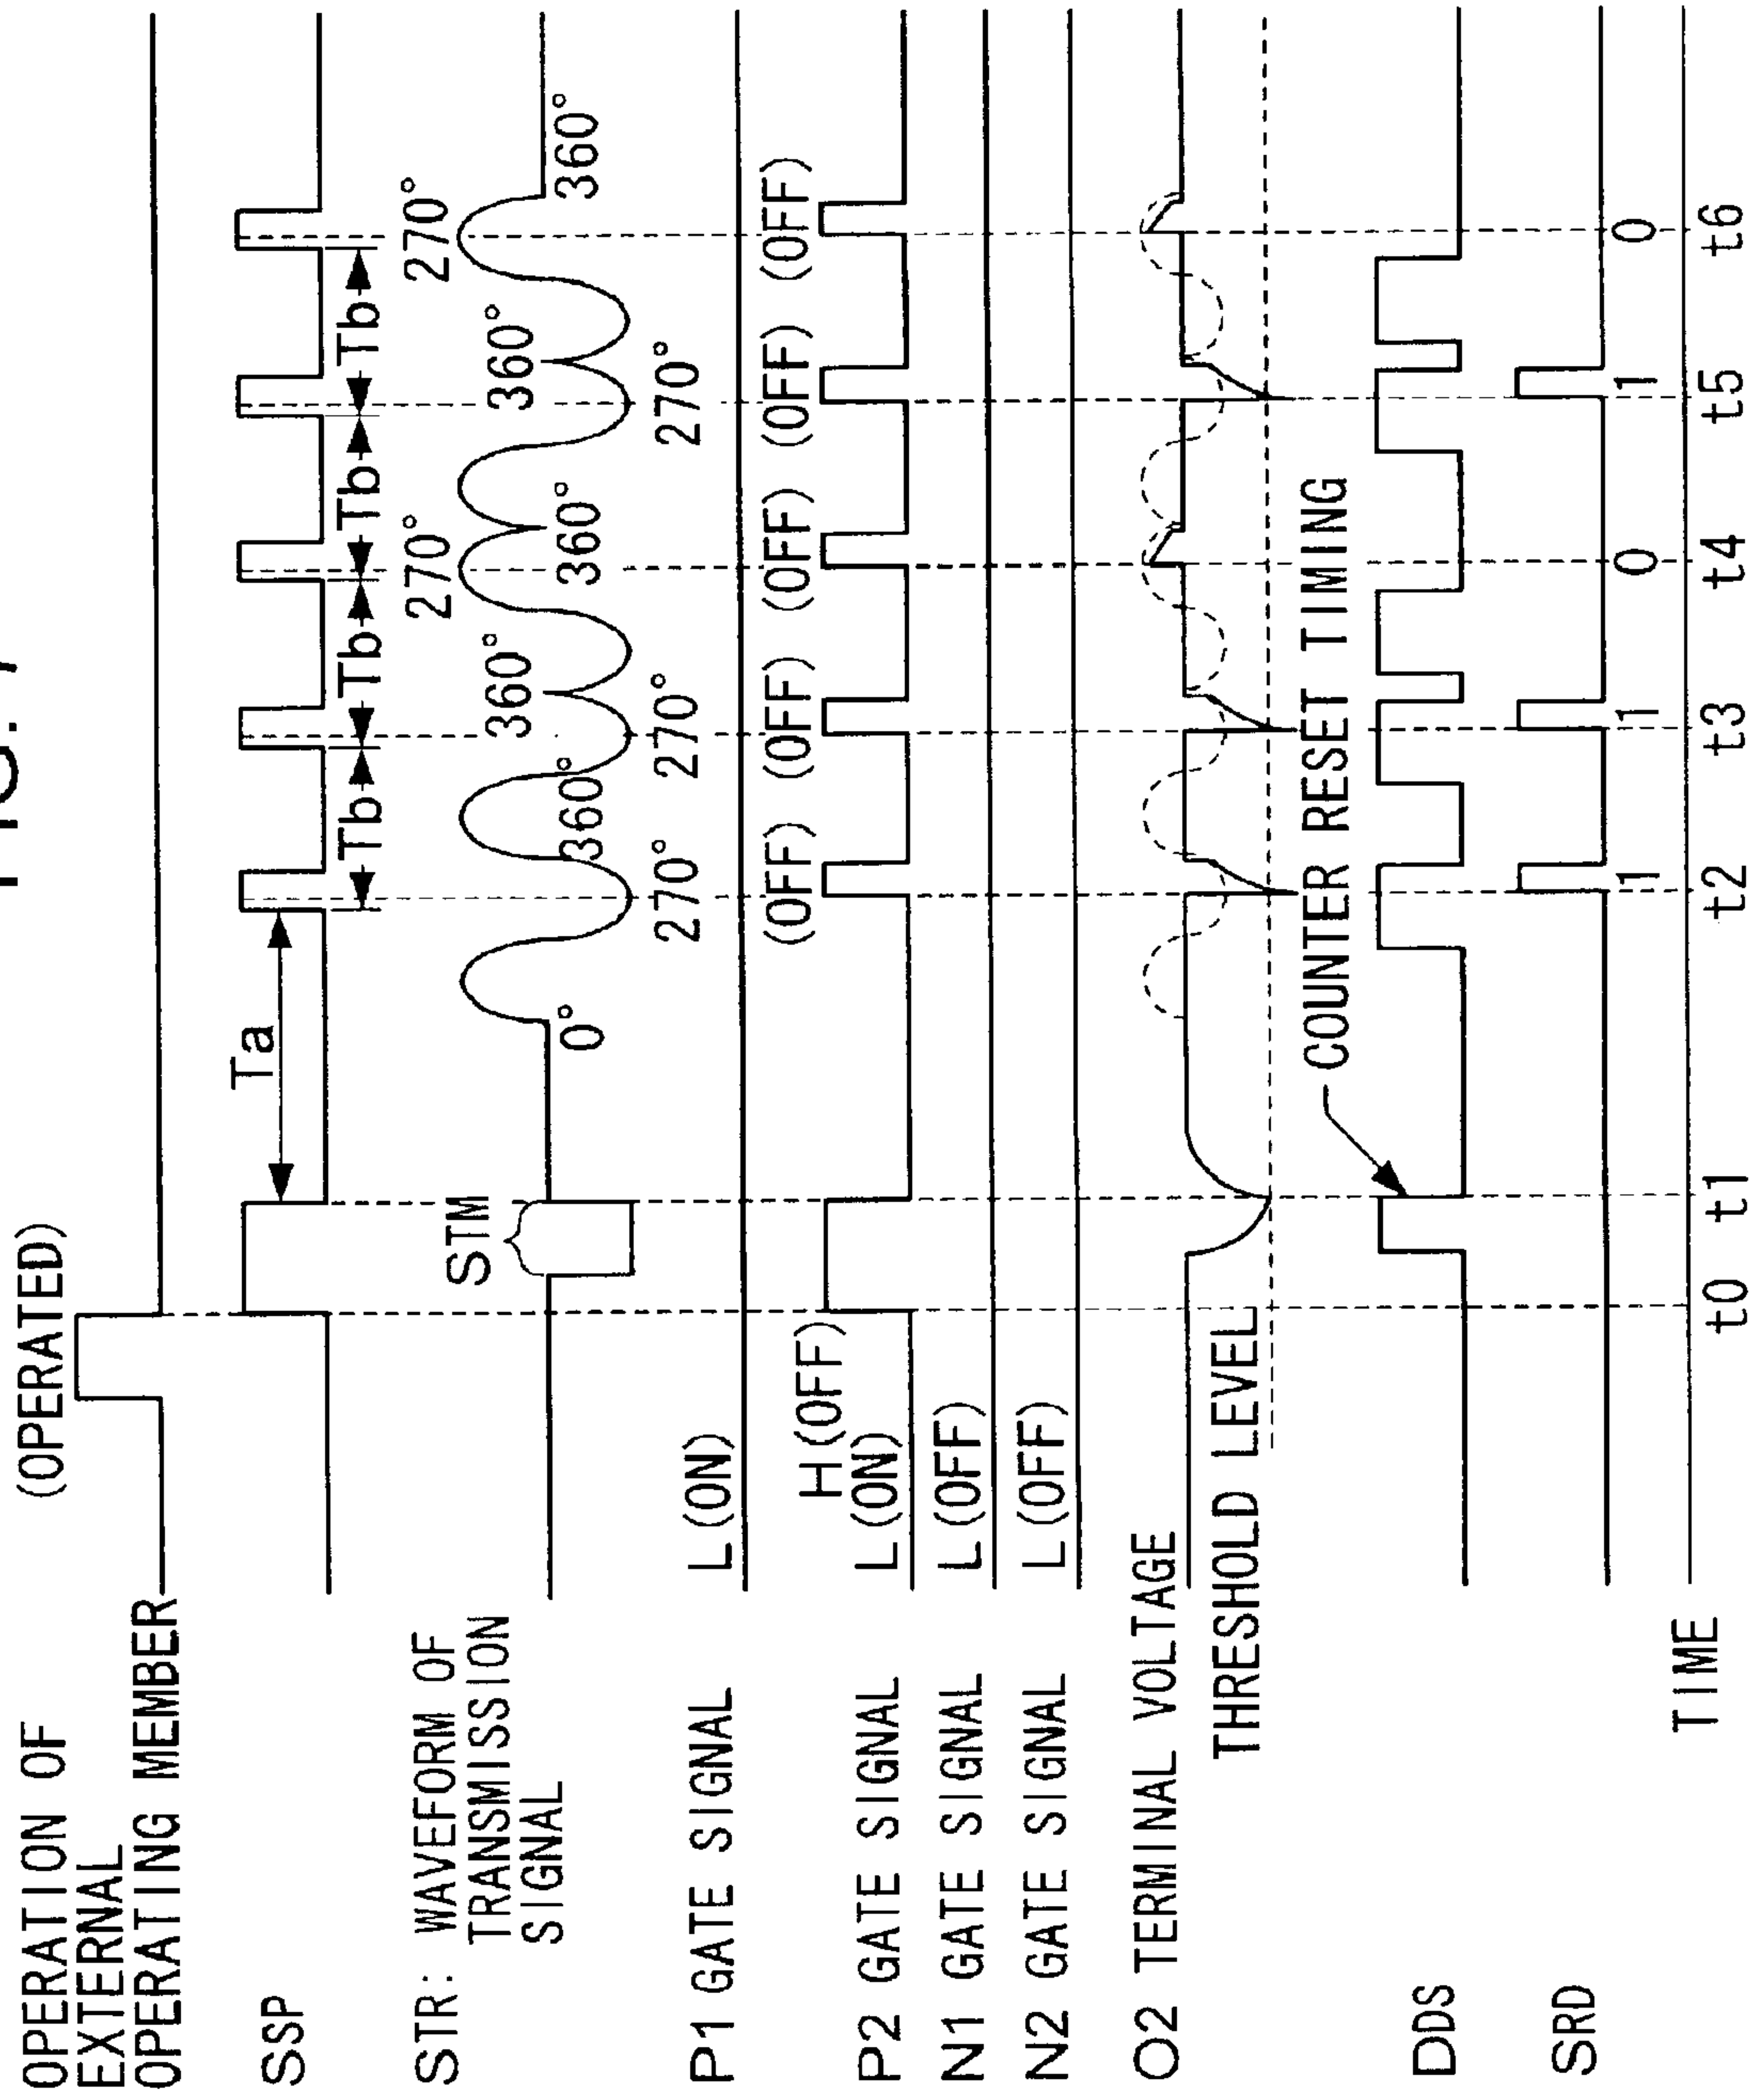 (OPERATED)
OPERATION OF
EXTERNAL
OPERATING MEMBER
SSP
Ta
Tb
Tb
Tb
Tb
STR: WAVEFORM OF
TRANSMISSION
SIGNAL
STM
0°
270°
360°
270°
360°
270°
360°
270°
360°
270°
360°
P1 GATE SIGNAL
L(ON)
P2 GATE SIGNAL
H(OFF)
L(ON)
(OFF)
(OFF)
(OFF)
(OFF)
(OFF)
N1 GATE SIGNAL
L(OFF)
N2 GATE SIGNAL
L(OFF)
O2 TERMINAL VOLTAGE
THRESHOLD LEVEL
COUNTER RESET TIMING
DDS
SRD
1
1
0
1
0
TIME
t0
t1
t2
t3
t4
t5
t6